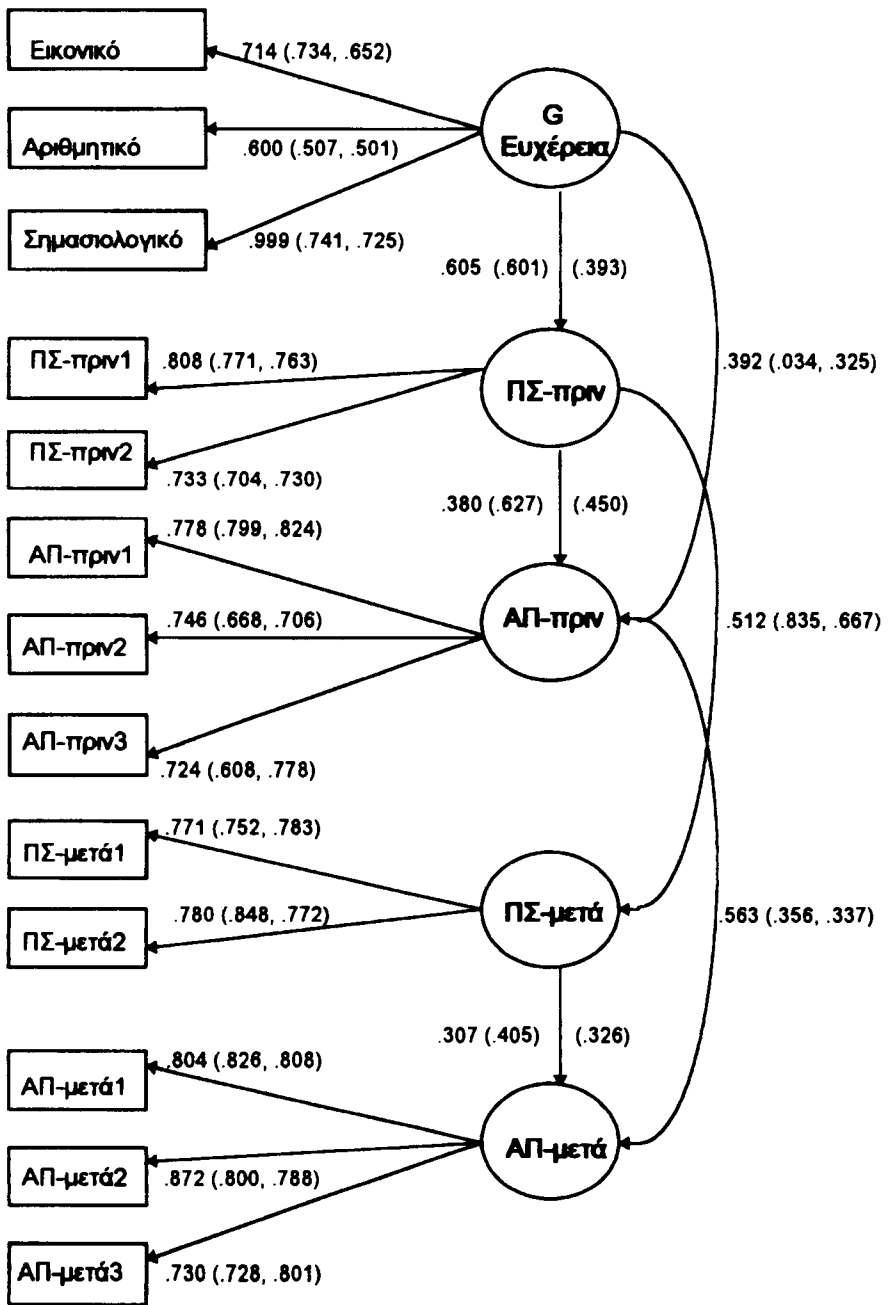 Εικονικό
.714 (.734, .652)
G
Ευχέρεια
Αριθμητικό
.600 (.507, .501)
Σημασιολογικό
.999 (.741, .725)
.605 (.601)
(.393)
ΠΣ-πριν1
.808 (.771, .763)
.392 (.034, .325)
ΠΣ-πριν
ΠΣ-πριν2
.733 (.704, .730)
.380 (.627)
(.450)
.778 (.799, .824)
ΑΠ-πριν1
ΑΠ-πριν
.746 (.668, .706)
ΑΠ-πριν2
.512 (.835, .667)
ΑΠ-πριν3
.724 (.608, .778)
.771 (.752, .783)
ΠΣ-μετά1
ΠΣ-μετά
.563 (.356, .337)
.780 (.848, .772)
ΠΣ-μετά2
.307 (.405)
(.326)
.804 (.826, .808)
ΑΠ-μετά1
ΑΠ-μετά
ΑΠ-μετά2
.872 (.800, .788)
ΑΠ-μετά3
.730 (.728, .801)